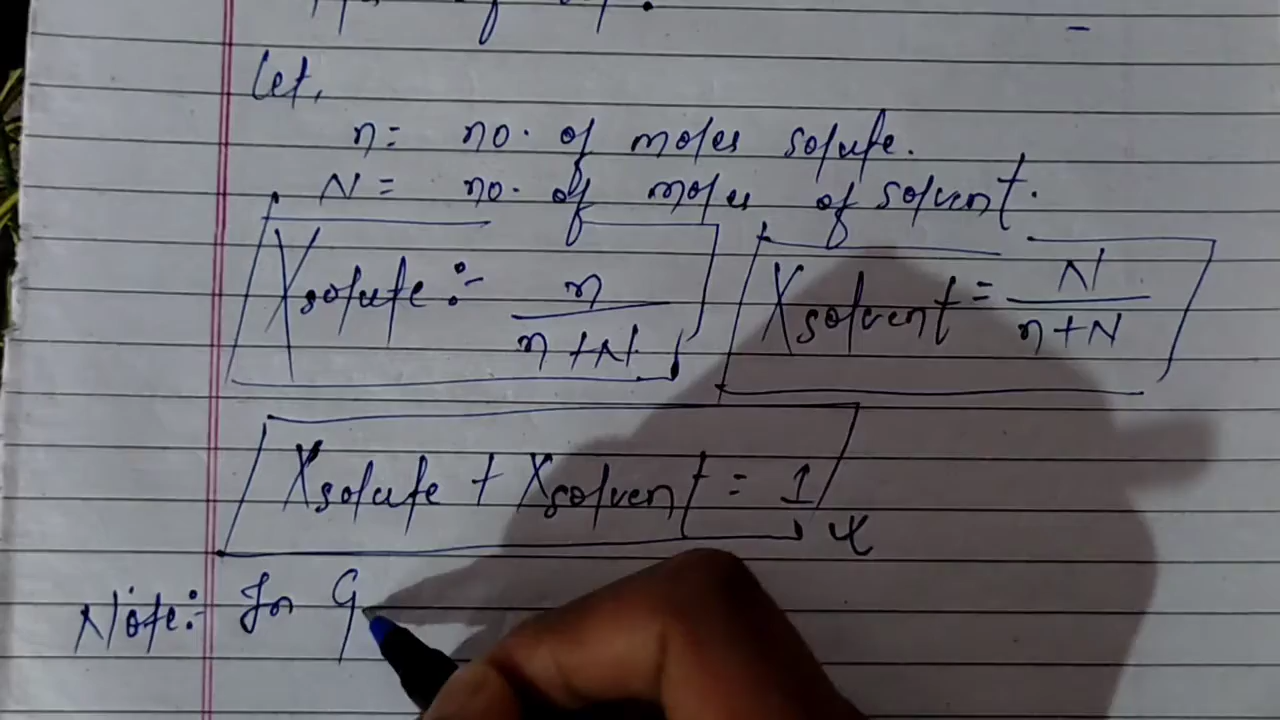 Let,
n = no. of moles solute.
N = no. of moles of solvent.
Xsolute :- n / n+N
Xsolvent = N / n+N
Xsolute + Xsolvent = 1
Note:- for G